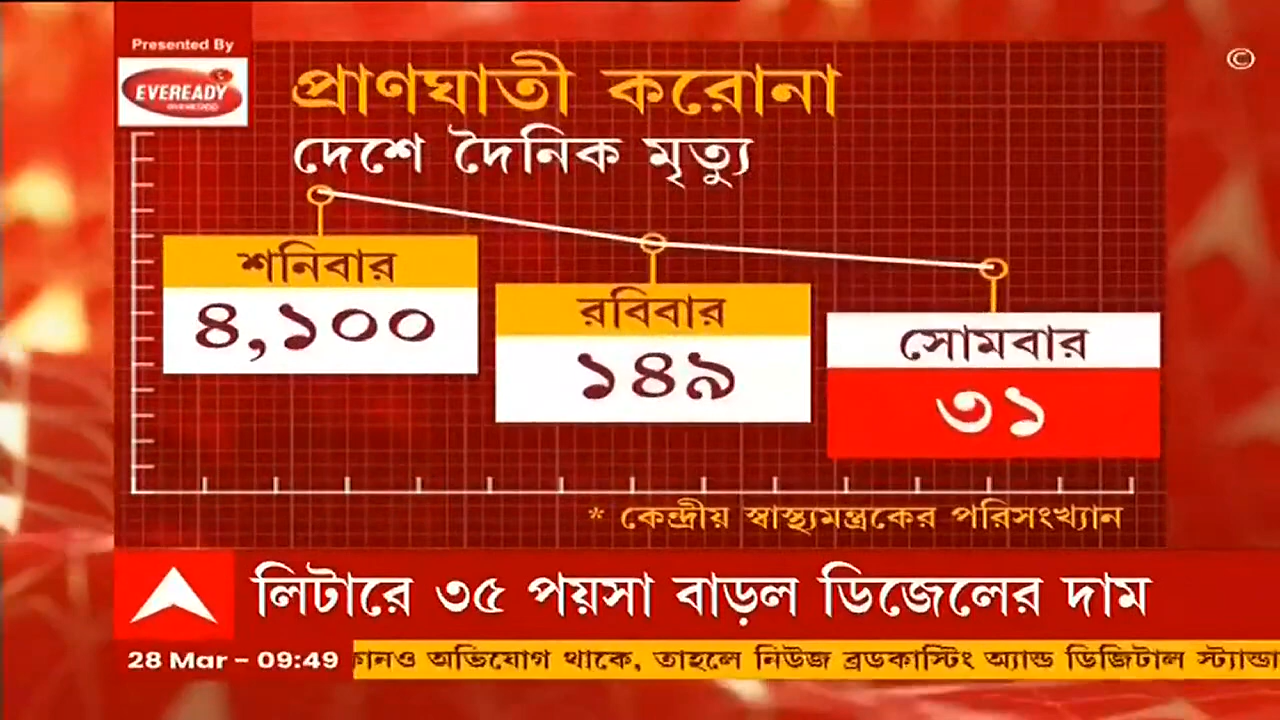 Presented By
EVEREADY
প্রাণঘাতী করোনা
দেশে দৈনিক মৃত্যু
শনিবার
৪,১০০
রবিবার
১৪৯
সোমবার
৩১
* কেন্দ্রীয় স্বাস্থ্যমন্ত্রকের পরিসংখ্যান
©
লিটারে ৩৫ পয়সা বাড়ল ডিজেলের দাম
28 Mar - 09:49
অভিযোগ থাকে, তাহলে নিউজ ব্রডকাস্টিং অ্যান্ড ডিজিটাল